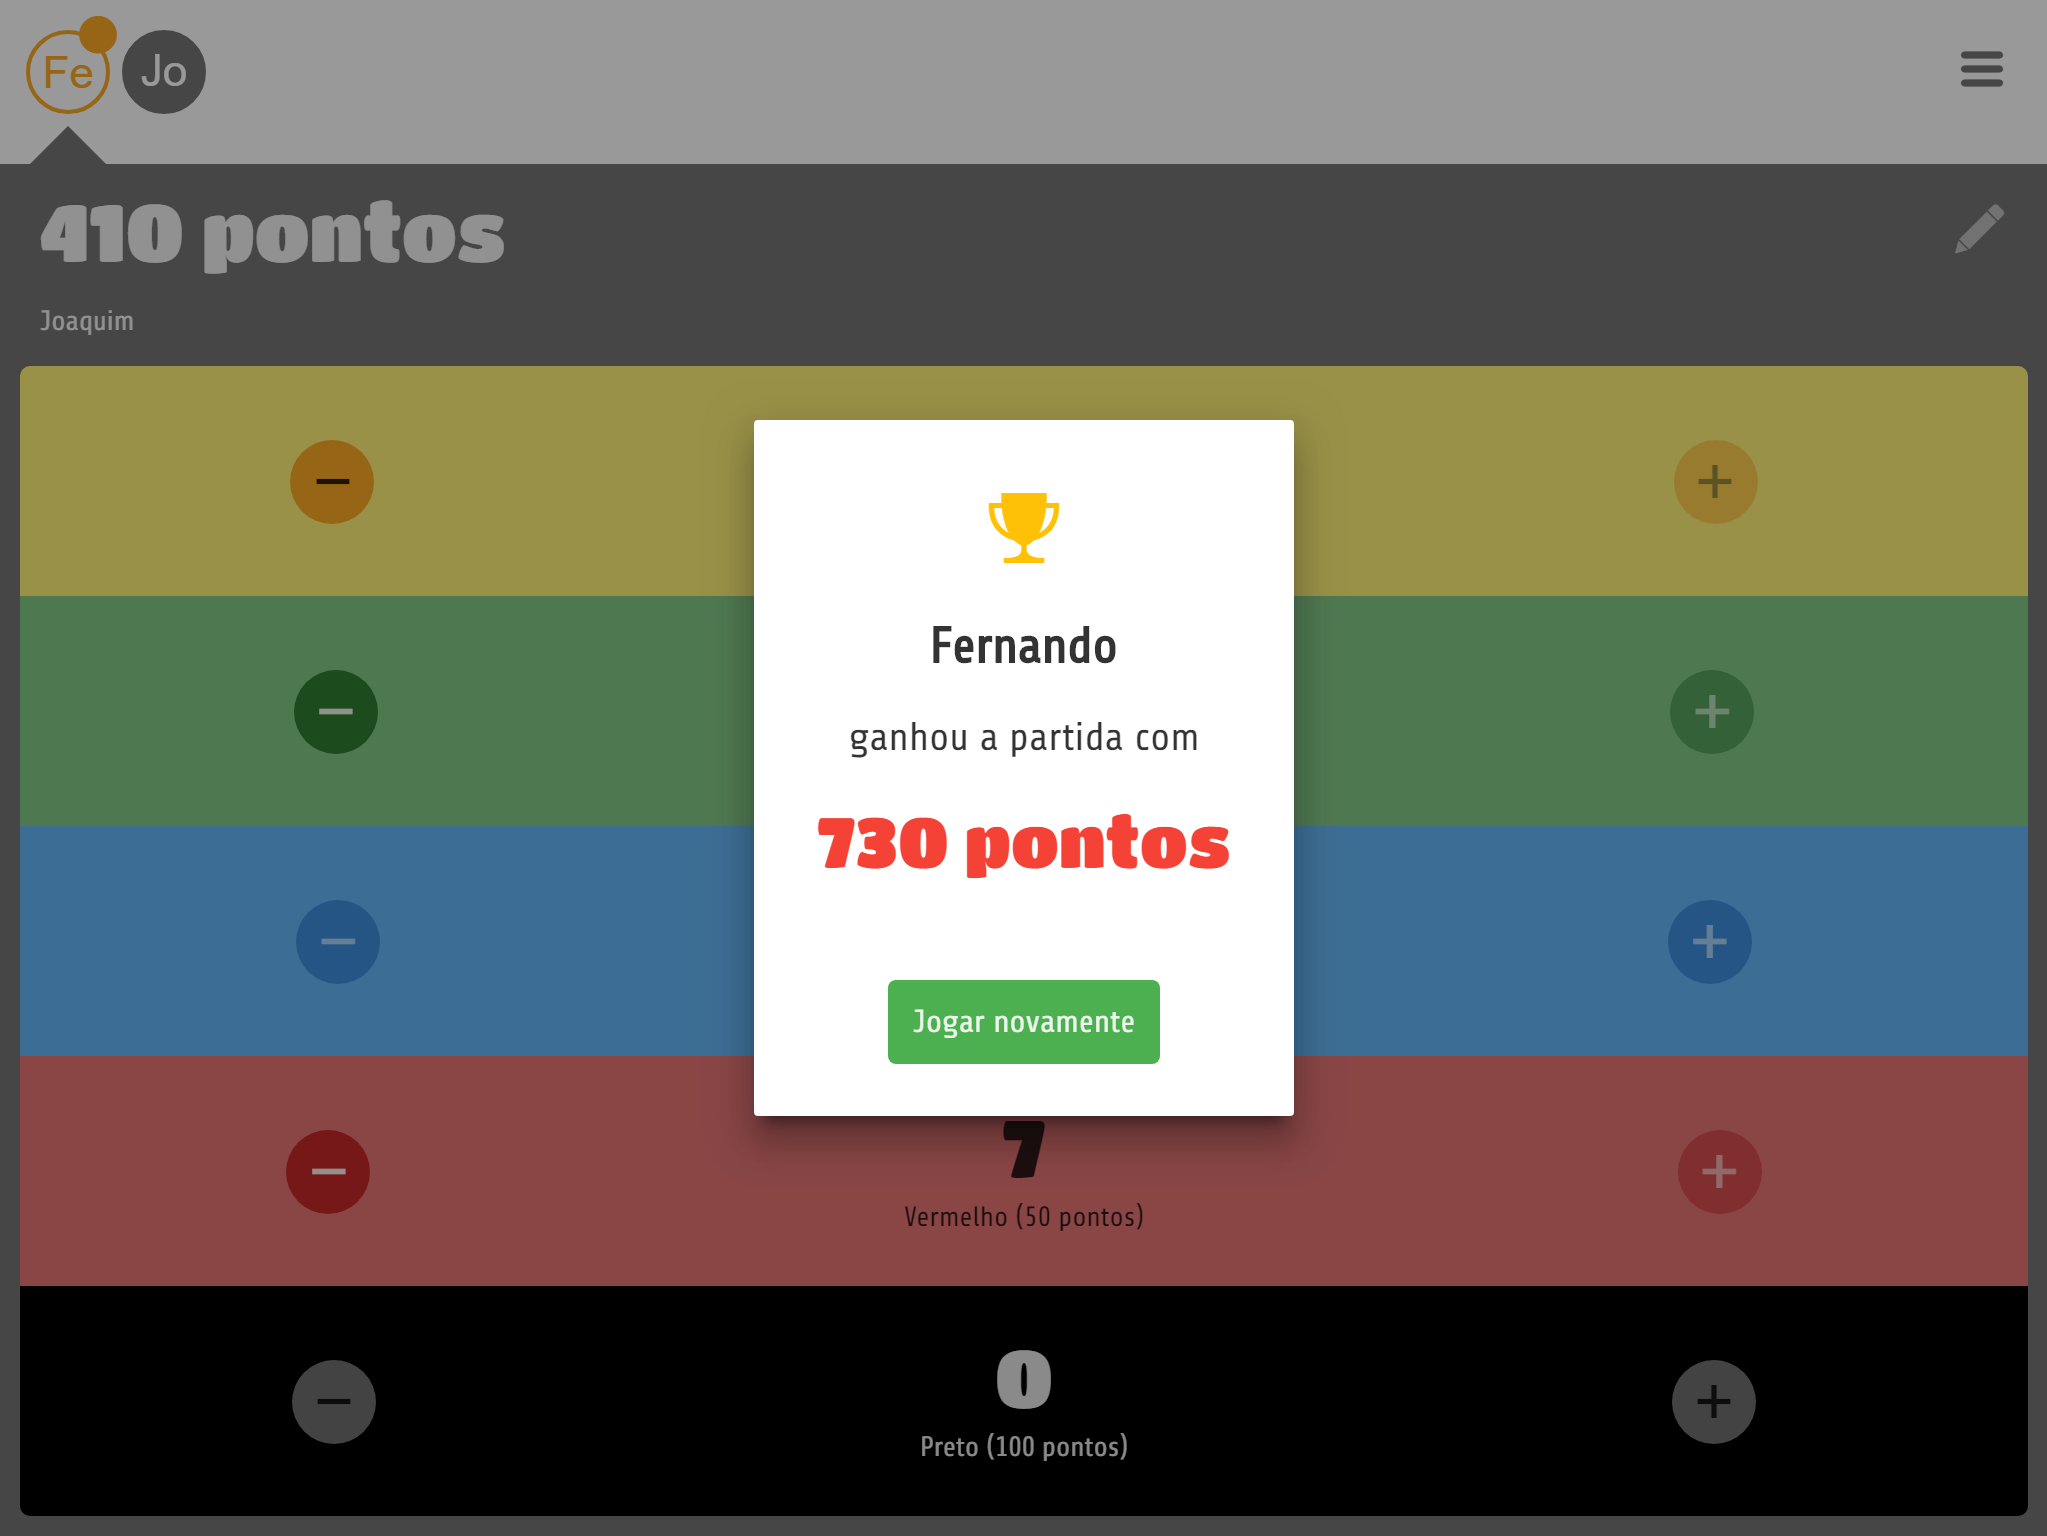 Fe Jo
410 pontos
Joaquim
Fernando
ganhou a partida com
730 pontos
Jogar novamente
7
Vermelho (50 pontos)
0
Preto (100 pontos)